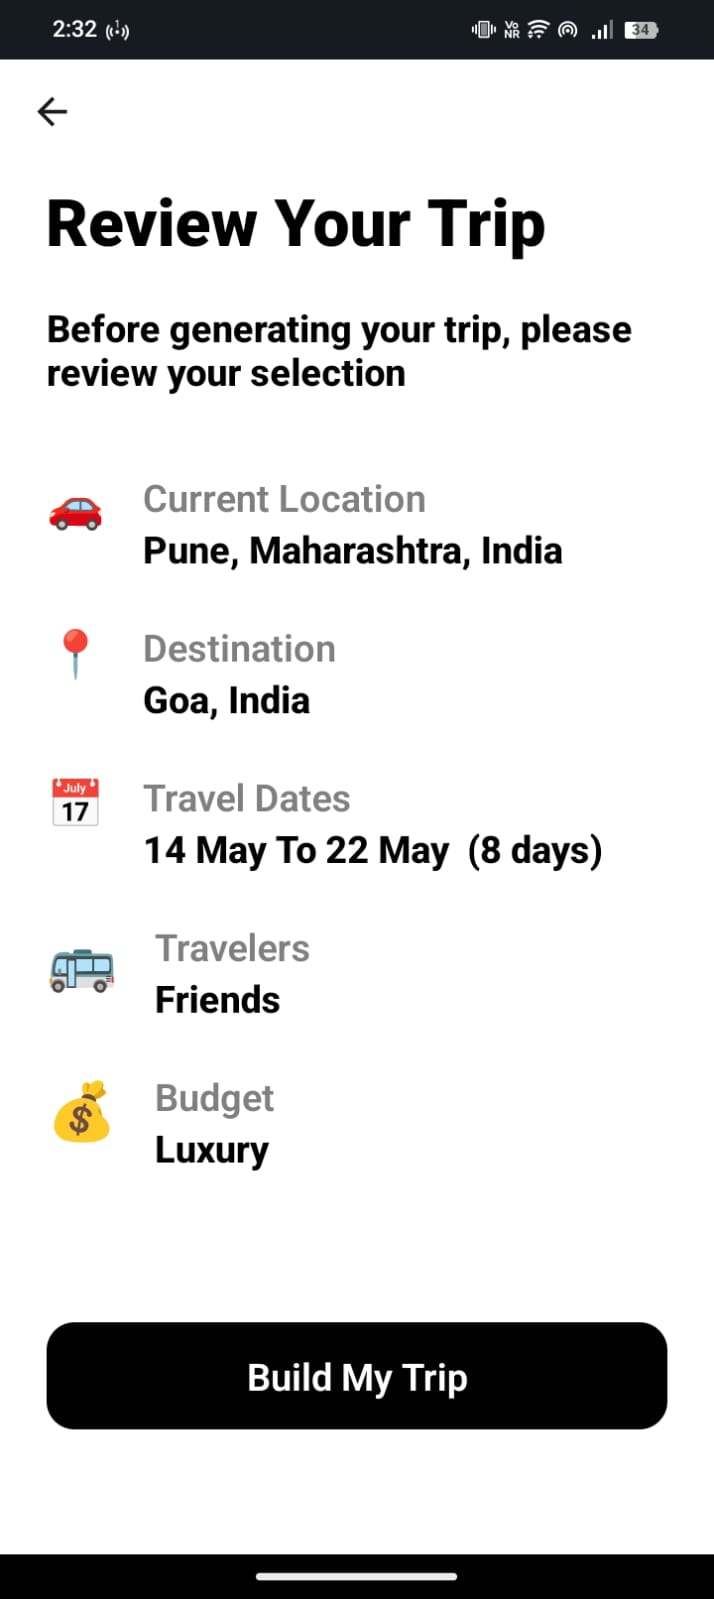 2:32
Vo
NR
34
Review Your Trip
Before generating your trip, please
review your selection
Current Location
Pune, Maharashtra, India
Destination
Goa, India
July
17
Travel Dates
14 May To 22 May (8 days)
Travelers
Friends
$
Budget
Luxury
Build My Trip